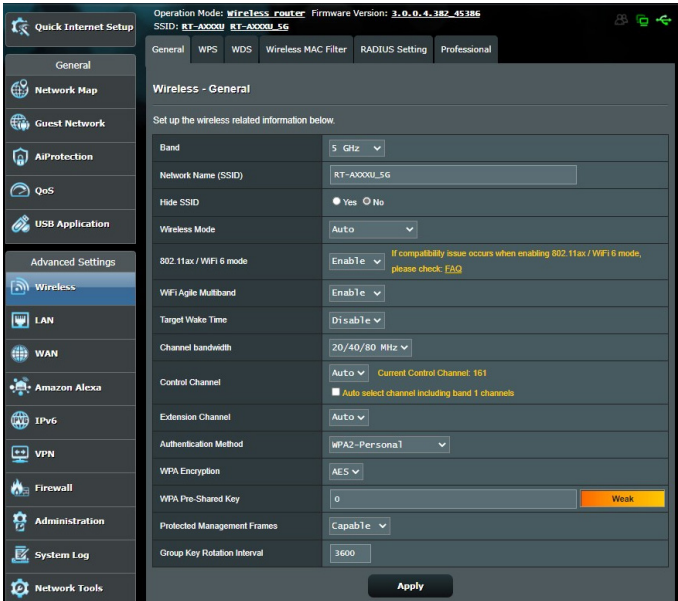 Quick Internet Setup
General
Network Map
Guest Network
AiProtection
QoS
USB Application
Advanced Settings
Wireless
LAN
WAN
Amazon Alexa
IPv6
VPN
Firewall
Administration
System Log
Network Tools
Operation Mode: Wireless router Firmware Version: 3.0.0.4.382_45386
SSID: RT-AXXXU RT-AXXXU_5G
General WPS WDS Wireless MAC Filter RADIUS Setting Professional
Wireless - General
Set up the wireless related information below.
Band 5 GHz
Network Name (SSID) RT-AXXXU_5G
Hide SSID Yes No
Wireless Mode Auto
802.11ax / WiFi 6 mode Enable If compatibility issue occurs when enabling 802.11ax / WiFi 6 mode,
please check: FAQ
WiFi Agile Multiband Enable
Target Wake Time Disable
Channel bandwidth 20/40/80 MHz
Control Channel Auto Current Control Channel: 161
Auto select channel including band 1 channels
Extension Channel Auto
Authentication Method WPA2-Personal
WPA Encryption AES
WPA Pre-Shared Key 0 Weak
Protected Management Frames Capable
Group Key Rotation Interval 3600
Apply